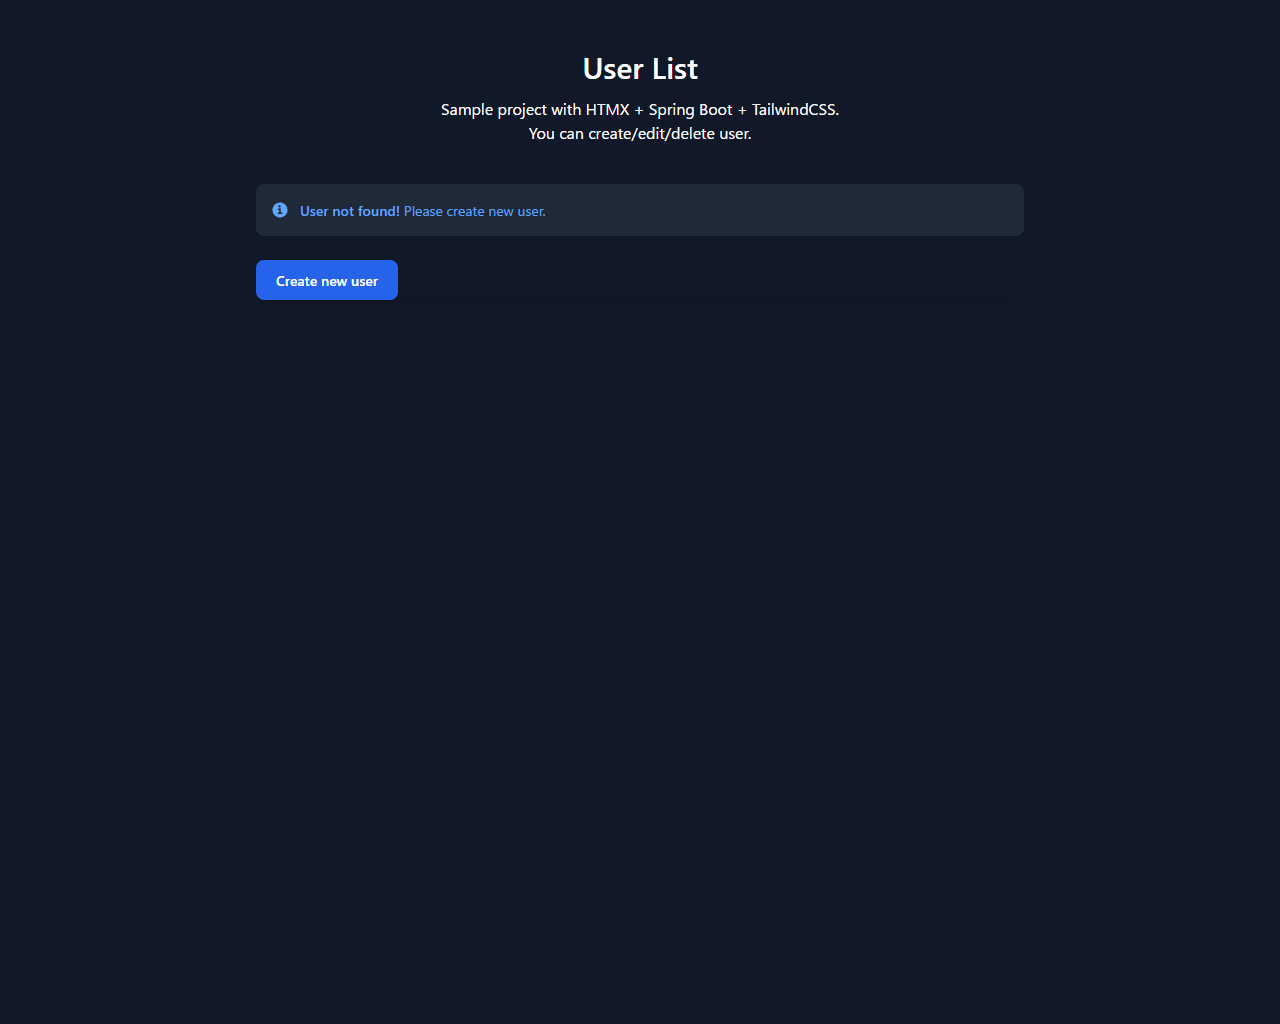 User List
Sample project with HTMX + Spring Boot + TailwindCSS.
You can create/edit/delete user.
User not found! Please create new user.
Create new user